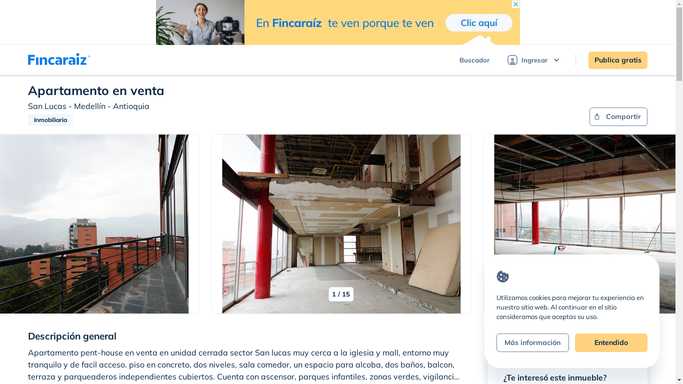 En Fincaraíz te ven porque te ven
Clic aquí
Fincaraiz
Buscador
Ingresar
Publica gratis
Apartamento en venta
San Lucas - Medellín - Antioquia
Inmobiliaria
Compartir
1 / 15
Descripción general
Apartamento pent-house en venta en unidad cerrada sector San lucas muy cerca a la iglesia y mall, entorno muy
tranquilo y de facil acceso. piso en concreto, dos niveles, sala comedor, un espacio para alcoba, dos baños, balcon,
terraza y parqueaderos independientes cubiertos. Cuenta con ascensor, parques infantiles, zonas verdes, vigilanci...
Utilizamos cookies para mejorar tu experiencia en
nuestro sitio web. Al continuar en el sitio
consideramos que aceptas su uso.
Más información
Entendido
¿Te interesó este inmueble?